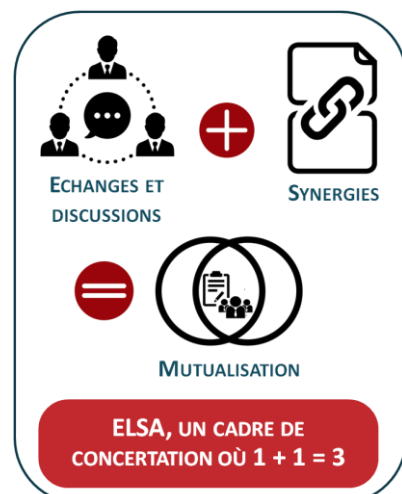 ECHANGES ET
DISCUSSIONS
SYNERGIES
MUTUALISATION
ELSA, UN CADRE DE
CONCERTATION OÙ 1 + 1 = 3